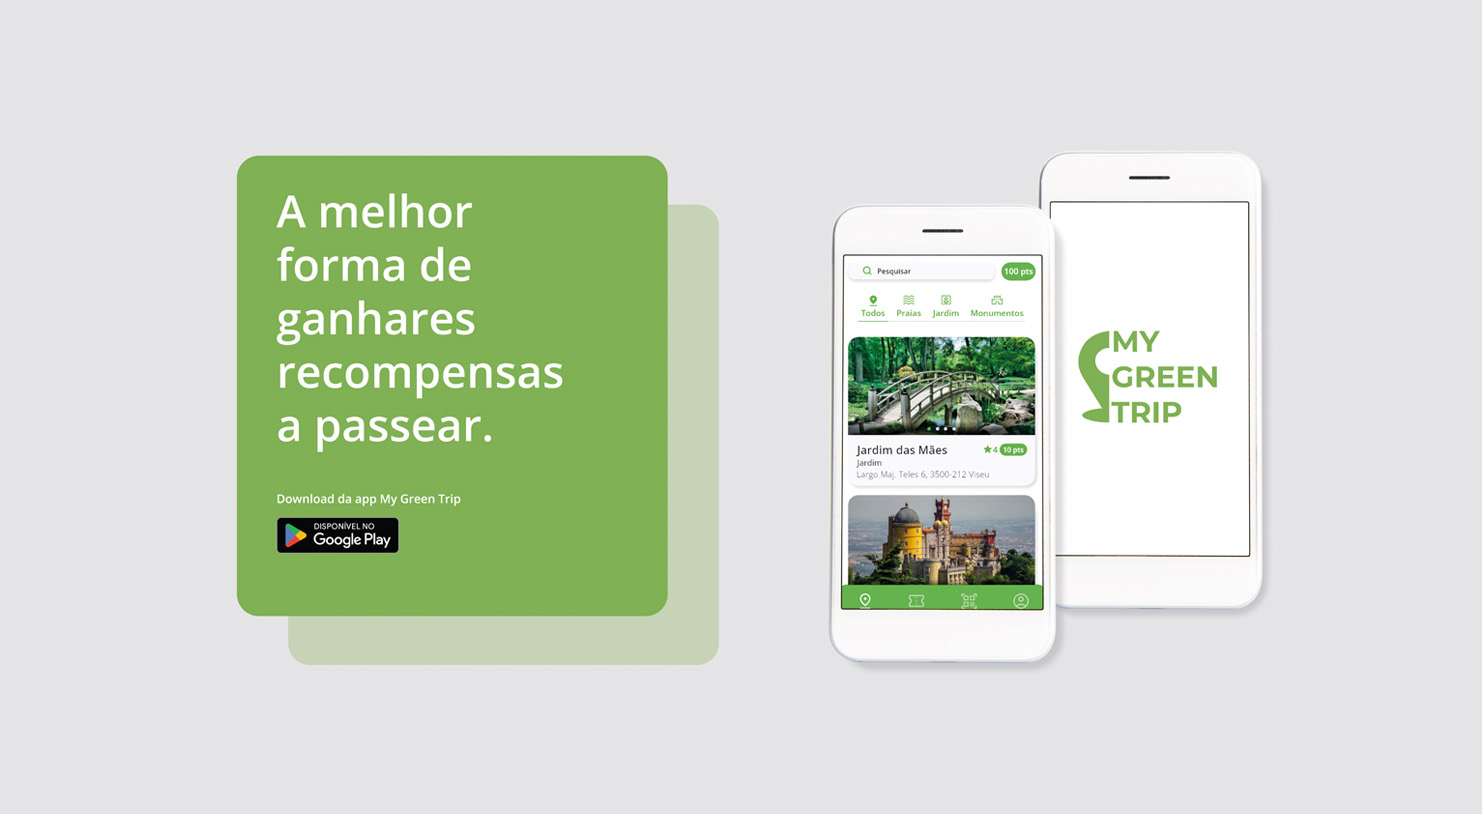 A melhor
forma de
ganhares
recompensas
a passear.
Download da app My Green Trip
DISPONÍVEL NO
Google Play
Pesquisar
100 pts
Todos Praias Jardim Monumentos
Jardim das Mães
4 10 pts
Jardim
Largo Maj. Teles 6, 3500-212 Viseu
MY
GREEN
TRIP